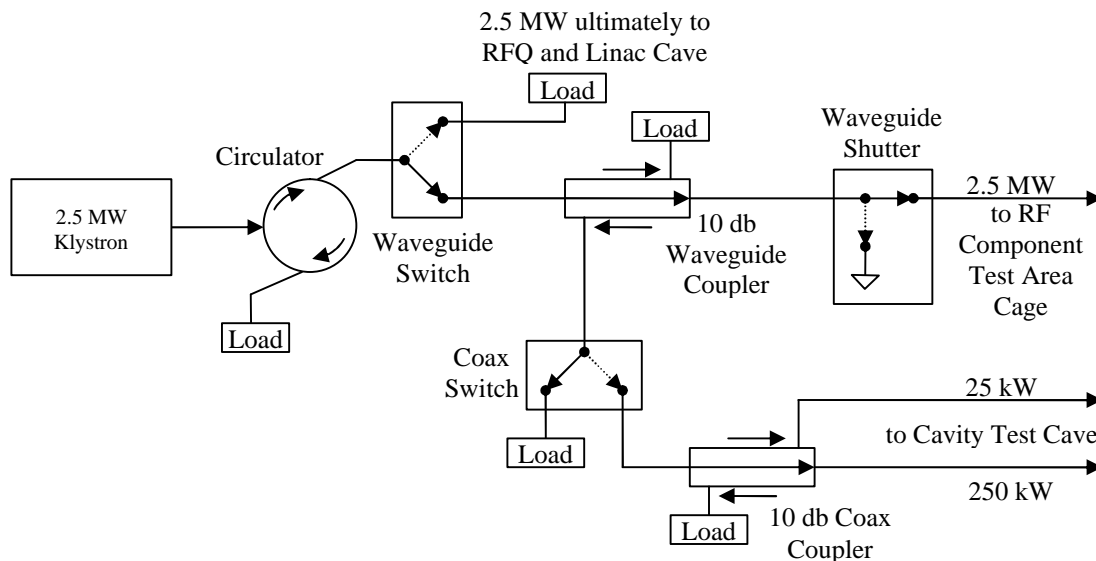 2.5 MW ultimately to
RFQ and Linac Cave
Load
Load
Waveguide
Shutter
Circulator
2.5 MW
Klystron
2.5 MW
to RF
Component
Test Area
Cage
10 db
Waveguide
Coupler
Waveguide
Switch
Load
Coax
Switch
25 kW
to Cavity Test Cave
Load
250 kW
10 db Coax
Coupler
Load